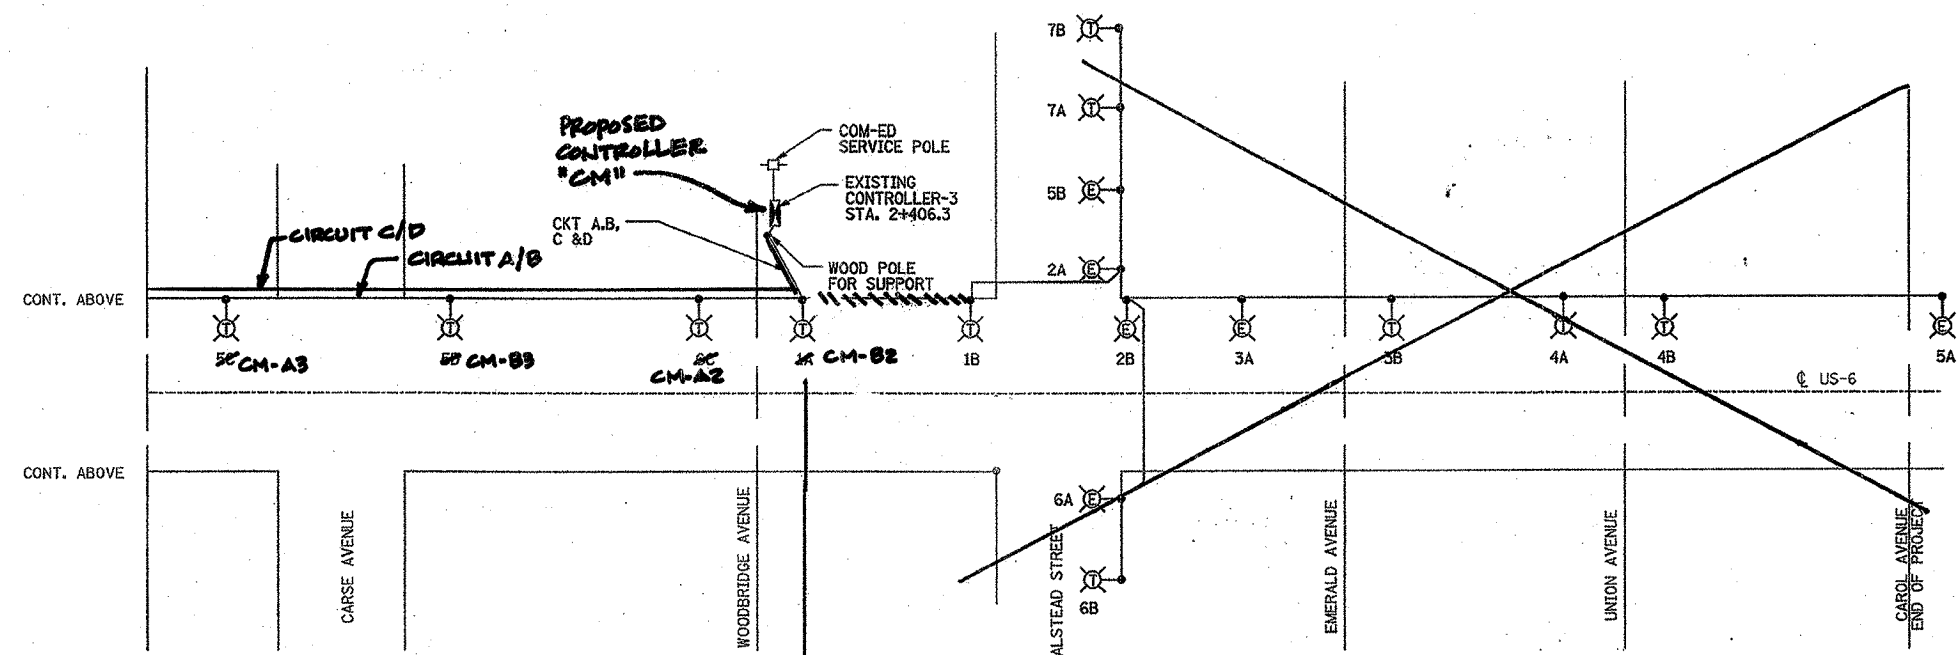 7B
T
7A
T
PROPOSED
CONTROLLER
"CM"
COM-ED
SERVICE POLE
EXISTING
CONTROLLER-3
STA. 2+406.3
5B
E
CKT A.B,
C &D
CIRCUIT C/D
CIRCUIT A/B
WOOD POLE
FOR SUPPORT
2A
E
CONT. ABOVE
T
T
T
T
T
E
E
T
T
T
E
CM-A3
5B CM-B3
CM-A2
1A CM-B2
1B
2B
3A
3B
4A
4B
5A
℄ US-6
CONT. ABOVE
6A
E
T
6B
CARSE AVENUE
WOODBRIDGE AVENUE
ALSTEAD STREET
EMERALD AVENUE
UNION AVENUE
CAROL AVENUE
END OF PROJECT